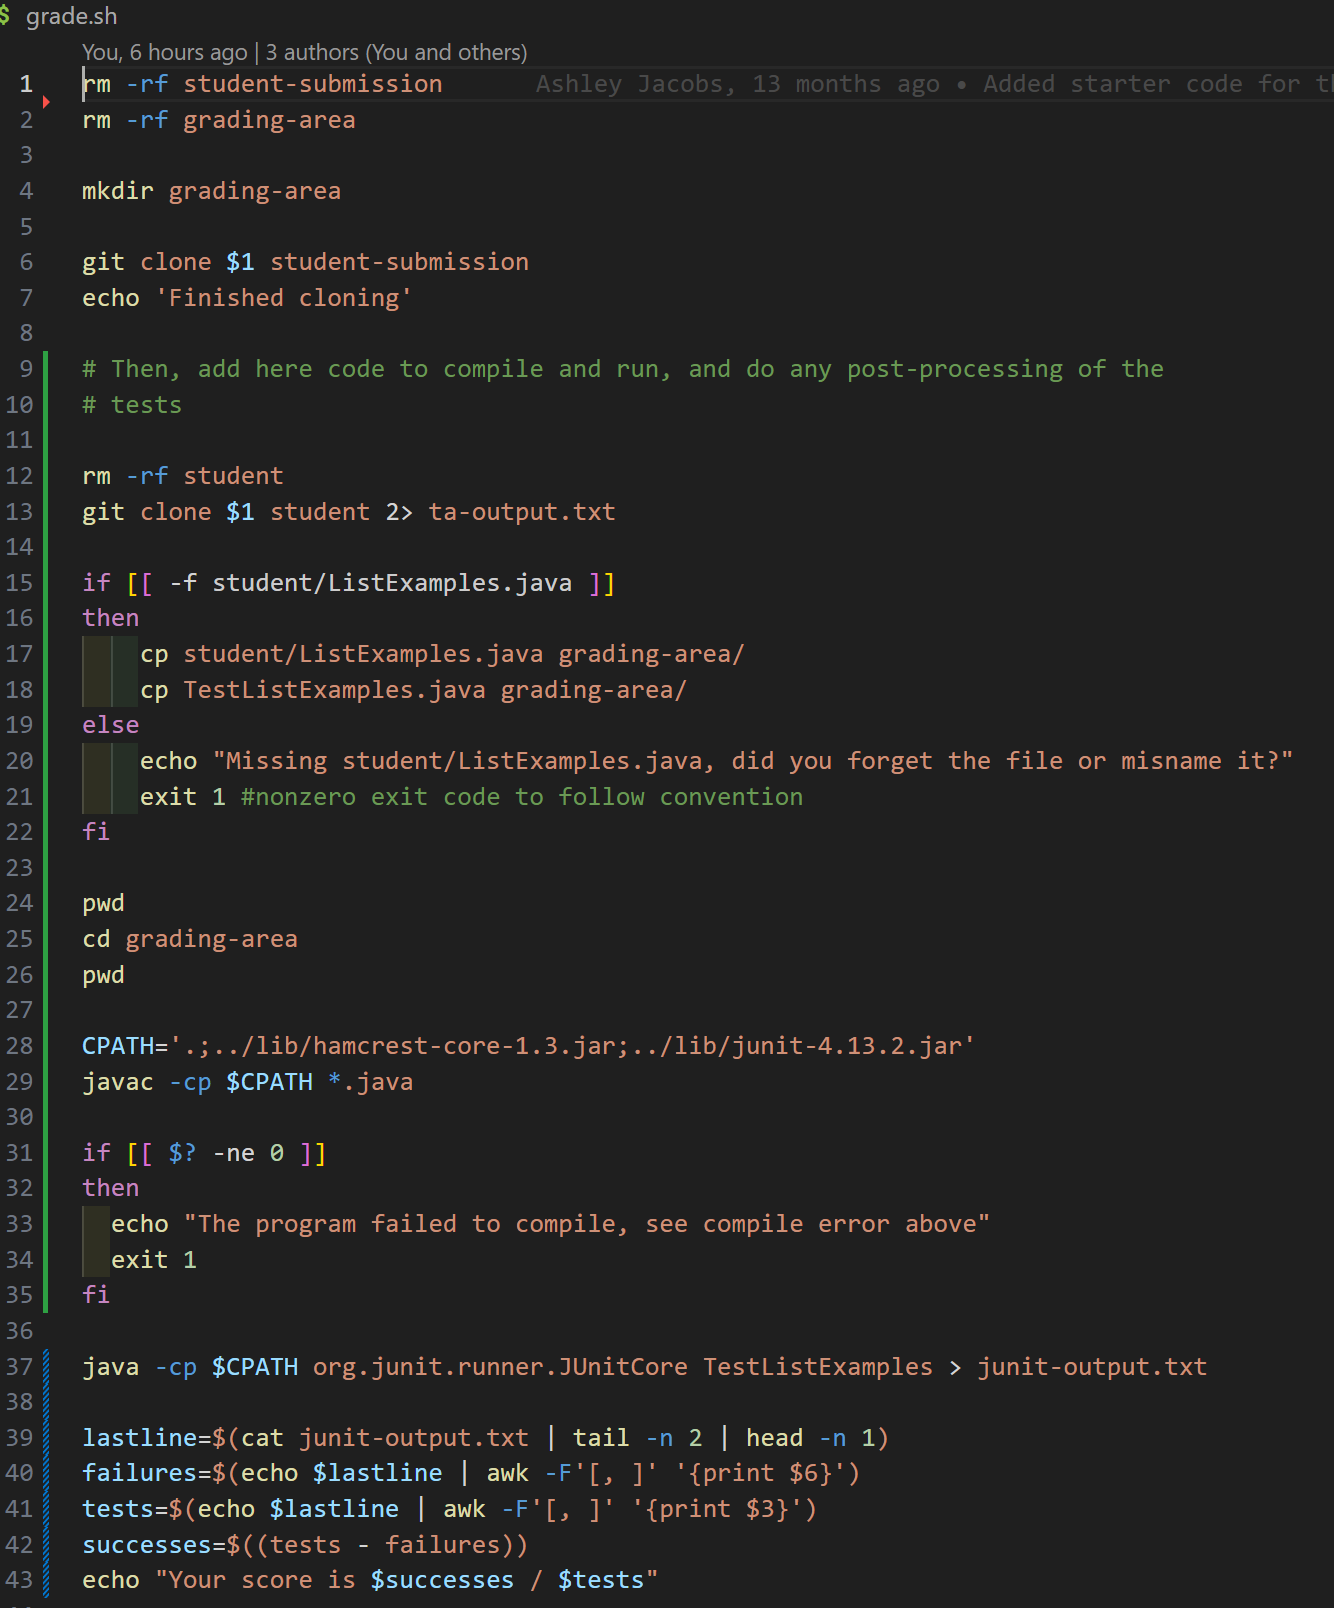 $ grade.sh
You, 6 hours ago | 3 authors (You and others)
1 rm -rf student-submission Ashley Jacobs, 13 months ago • Added starter code for
2 rm -rf grading-area
3
4 mkdir grading-area
5
6 git clone $1 student-submission
7 echo 'Finished cloning'
8
9 # Then, add here code to compile and run, and do any post-processing of the
10 # tests
11
12 rm -rf student
13 git clone $1 student 2> ta-output.txt
14
15 if [[ -f student/ListExamples.java ]]
16 then
17 cp student/ListExamples.java grading-area/
18 cp TestListExamples.java grading-area/
19 else
20 echo "Missing student/ListExamples.java, did you forget the file or misname it?"
21 exit 1 #nonzero exit code to follow convention
22 fi
23
24 pwd
25 cd grading-area
26 pwd
27
28 CPATH='.;../lib/hamcrest-core-1.3.jar;../lib/junit-4.13.2.jar'
29 javac -cp $CPATH *.java
30
31 if [[ $? -ne 0 ]]
32 then
33 echo "The program failed to compile, see compile error above"
34 exit 1
35 fi
36
37 java -cp $CPATH org.junit.runner.JUnitCore TestListExamples > junit-output.txt
38
39 lastline=$(cat junit-output.txt | tail -n 2 | head -n 1)
40 failures=$(echo $lastline | awk -F'[, ]' '{print $6}')
41 tests=$(echo $lastline | awk -F'[, ]' '{print $3}')
42 successes=$((tests - failures))
43 echo "Your score is $successes / $tests"